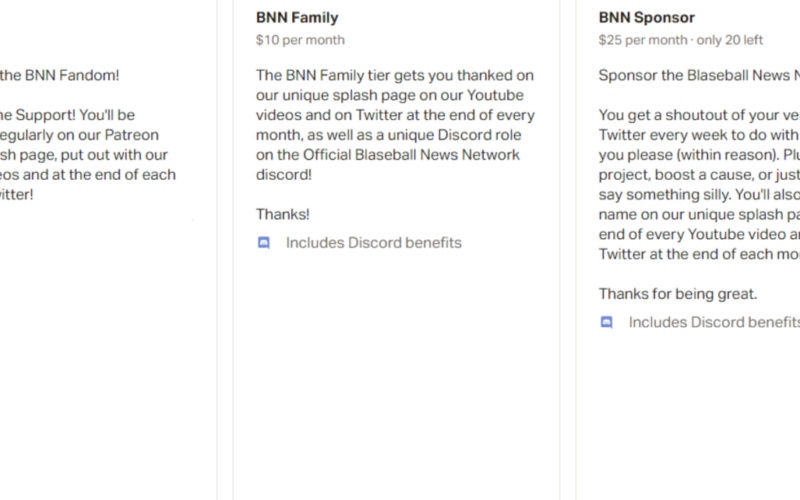 the BNN Fandom!
ne Support! You'll be
egularly on our Patreon
sh page, put out with our
eos and at the end of each
itter!
BNN Family
$10 per month
The BNN Family tier gets you thanked on
our unique splash page on our Youtube
videos and on Twitter at the end of every
month, as well as a unique Discord role
on the Official Blaseball News Network
discord!
Thanks!
Includes Discord benefits
BNN Sponsor
$25 per month · only 20 left
Sponsor the Blaseball News N
You get a shoutout of your ve
Twitter every week to do with
you please (within reason). Plu
project, boost a cause, or just
say something silly. You'll also
name on our unique splash pa
end of every Youtube video a
Twitter at the end of each mo
Thanks for being great.
Includes Discord benefits